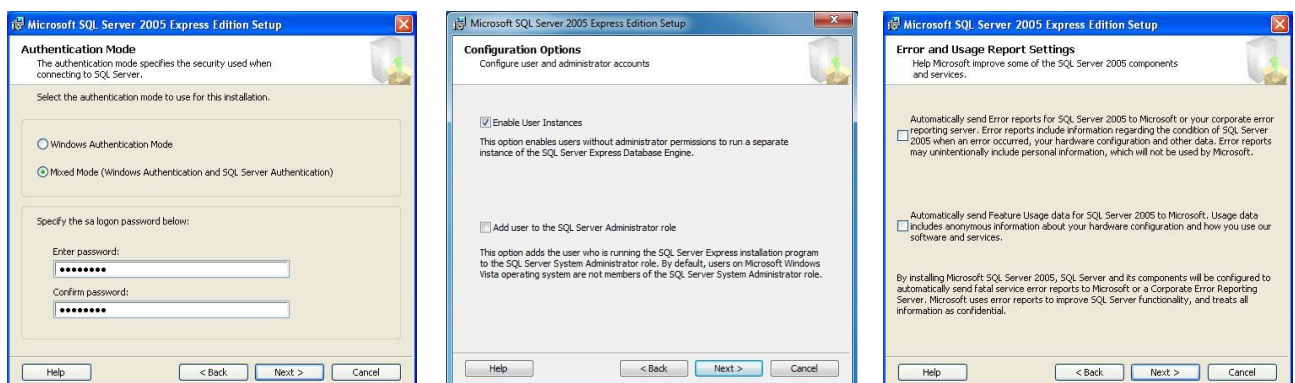 Microsoft SQL Server 2005 Express Edition Setup
Authentication Mode
The authentication mode specifies the security used when
connecting to SQL Server.
Select the authentication mode to use for this installation.
Windows Authentication Mode
Mixed Mode (Windows Authentication and SQL Server Authentication)
Specify the sa logon password below:
Enter password:
Confirm password:
Help
< Back
Next >
Cancel
Microsoft SQL Server 2005 Express Edition Setup
Configuration Options
Configure user and administrator accounts
Enable User Instances
This option enables users without administrator permissions to run a separate
instance of the SQL Server Express Database Engine.
Add user to the SQL Server Administrator role
This option adds the user who is running the SQL Server Express installation program
to the SQL Server System Administrator role. By default, users on Microsoft Windows
Vista operating system are not members of the SQL Server System Administrator role.
Help
< Back
Next >
Cancel
Microsoft SQL Server 2005 Express Edition Setup
Error and Usage Report Settings
Help Microsoft improve some of the SQL Server 2005 components
and services.
Automatically send Error reports for SQL Server 2005 to Microsoft or your corporate error
reporting server. Error reports include information regarding the condition of SQL Server
2005 when an error occurred, your hardware configuration and other data. Error reports
may unintentionally include personal information, which will not be used by Microsoft.
Automatically send Feature Usage data for SQL Server 2005 to Microsoft. Usage data
includes anonymous information about your hardware configuration and how you use our
software and services.
By installing Microsoft SQL Server 2005, SQL Server and its components will be configured to
automatically send fatal service error reports to Microsoft or a Corporate Error Reporting
Server. Microsoft uses error reports to improve SQL Server functionality, and treats all
information as confidential.
Help
< Back
Next >
Cancel